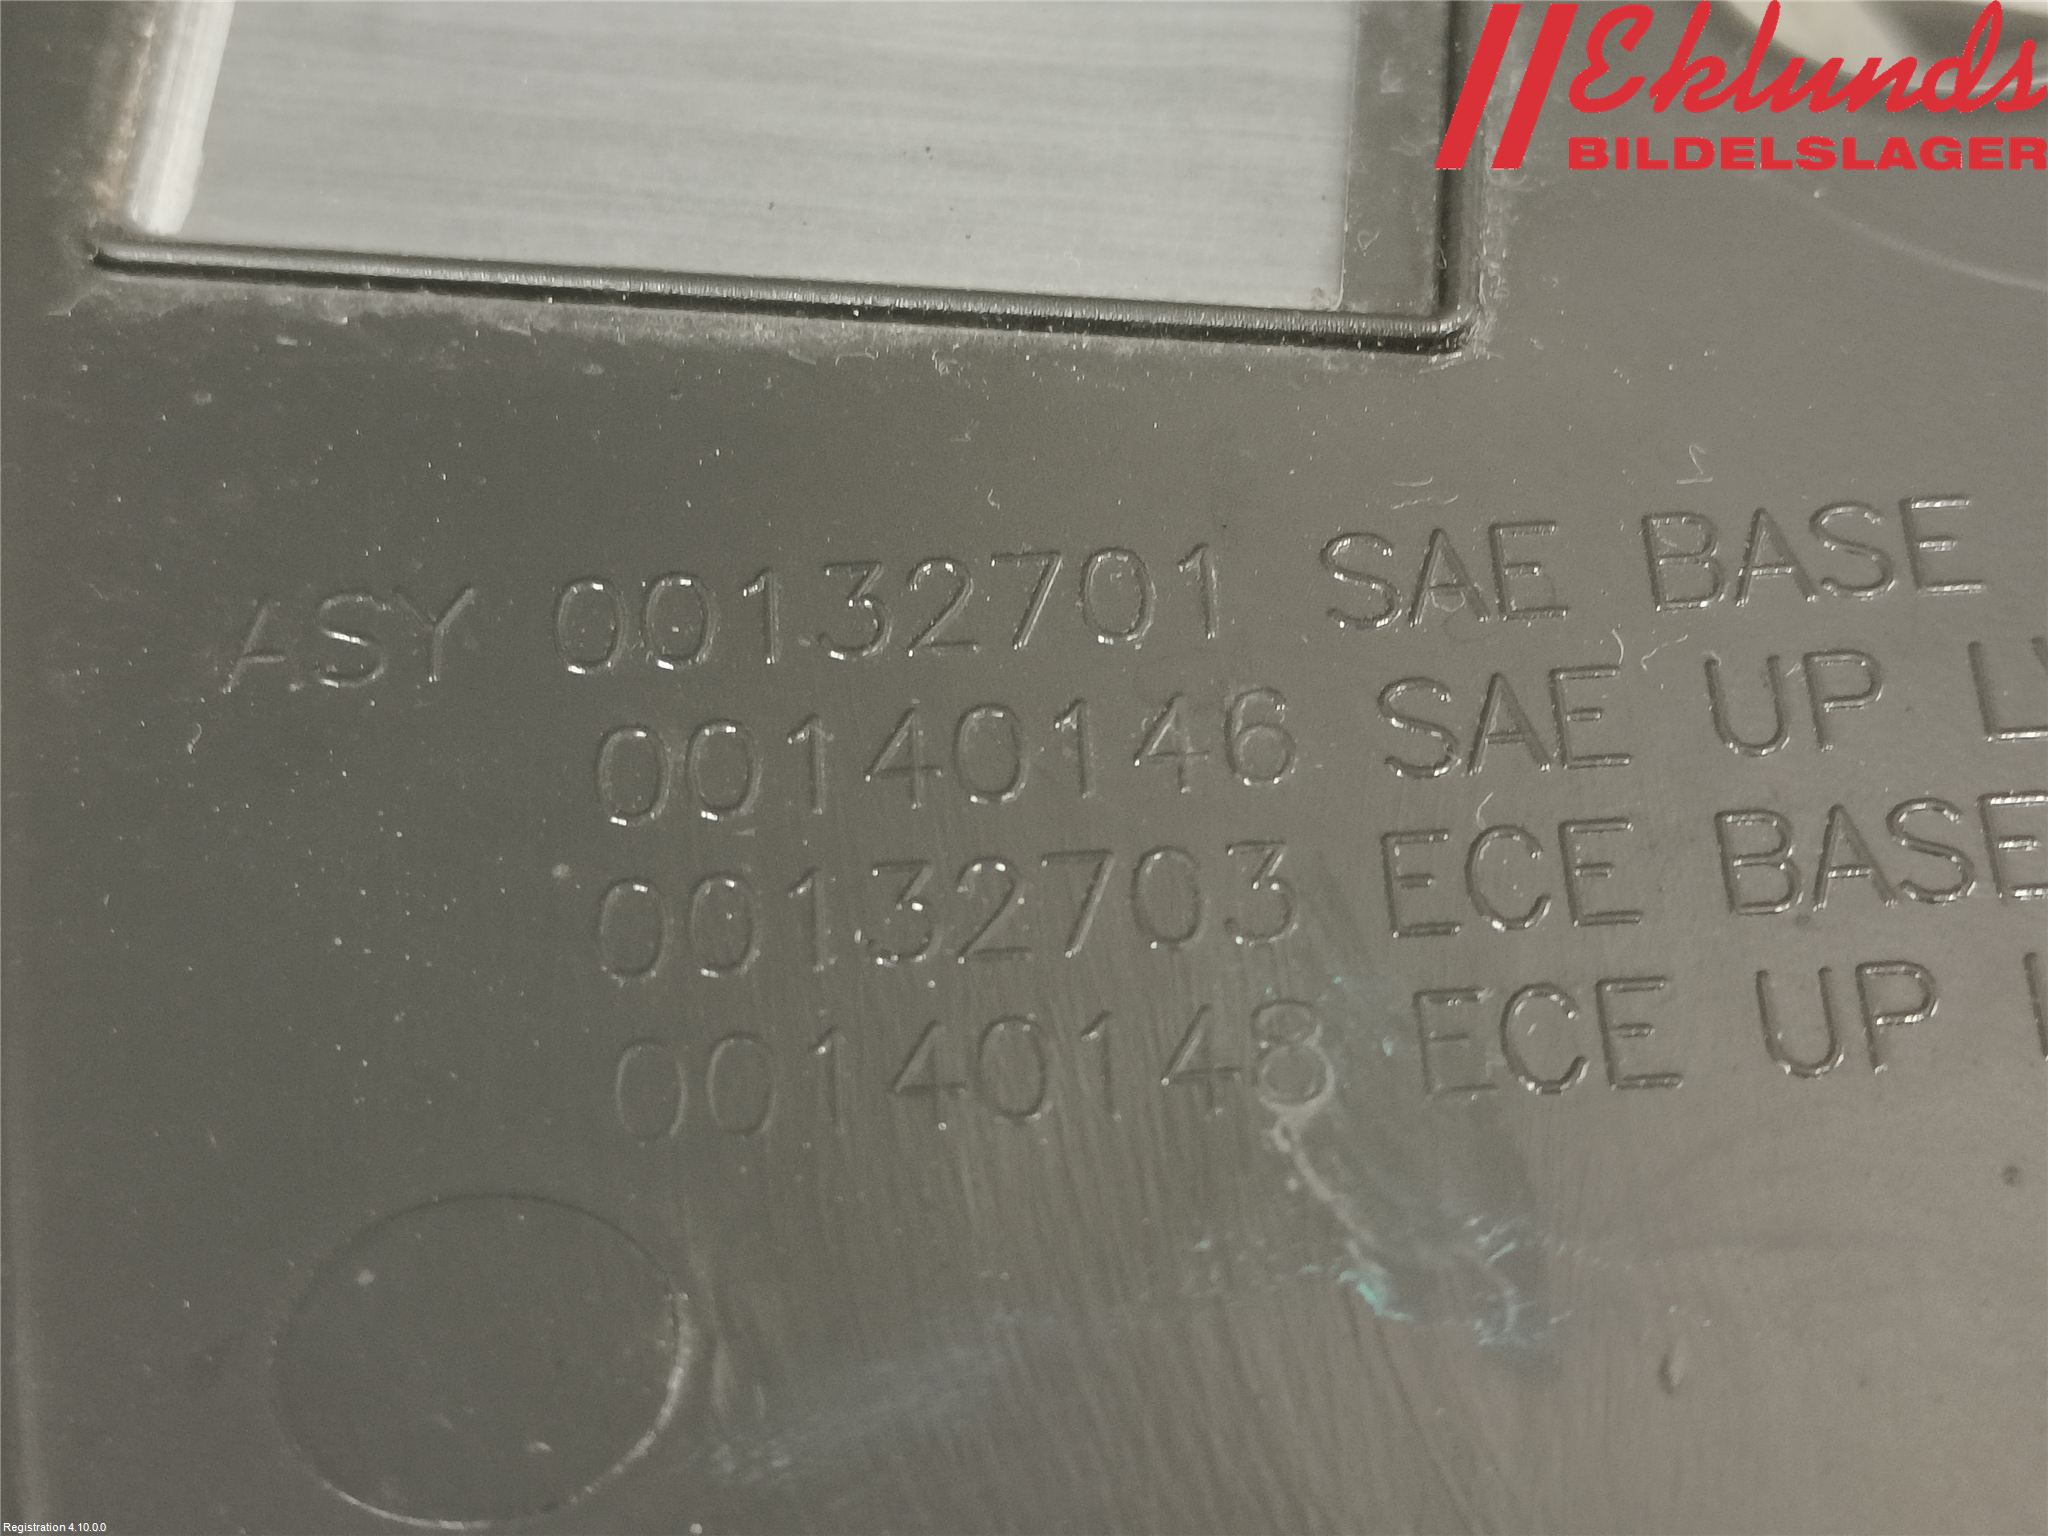 Eklunds
BILDELSLAGER
ASY 00132701 SAE BASE
00140146 SAE UP
00132703 ECE BASE
00140148 ECE UP
Registration 4.10.0.0